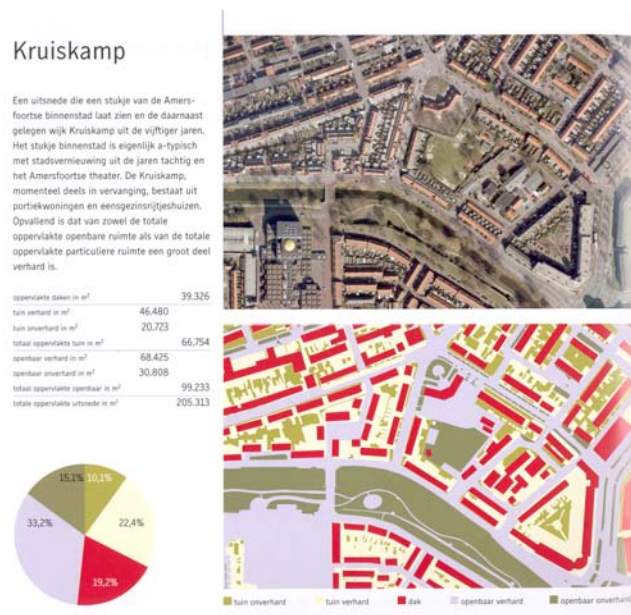 Kruiskamp
Een uitsnede die een stukje van de Amers-
foortse binnenstad laat zien en de daarnaast
gelegen wijk Kruiskamp uit de vijftiger jaren.
Het stukje binnenstad is eigenlijk a-typisch
met stadsvernieuwing uit de jaren tachtig en
het Amersfoortse theater. De Kruiskamp,
momenteel deels in vervanging, bestaat uit
portiekwoningen en eensgezinsrijtjeshuizen.
Opvallend is dat van zowel de totale
oppervlakte openbare ruimte als van de totale
oppervlakte particuliere ruimte een groot deel
verhard is.
oppervlakte daken in m² 39.326
tuin verhard in m² 46.480
tuin onverhard in m² 20.723
totaal oppervlakte tuin in m² 66.754
openbaar verhard in m² 68.425
openbaar onverhard in m² 30.808
totaal oppervlakte openbaar in m² 99.233
totale oppervlakte uitsnede in m² 205.313
15,1% 10,1%
33,2% 22,4%
19,2%
tuin onverhard tuin verhard dak openbaar verhard openbaar onverhard